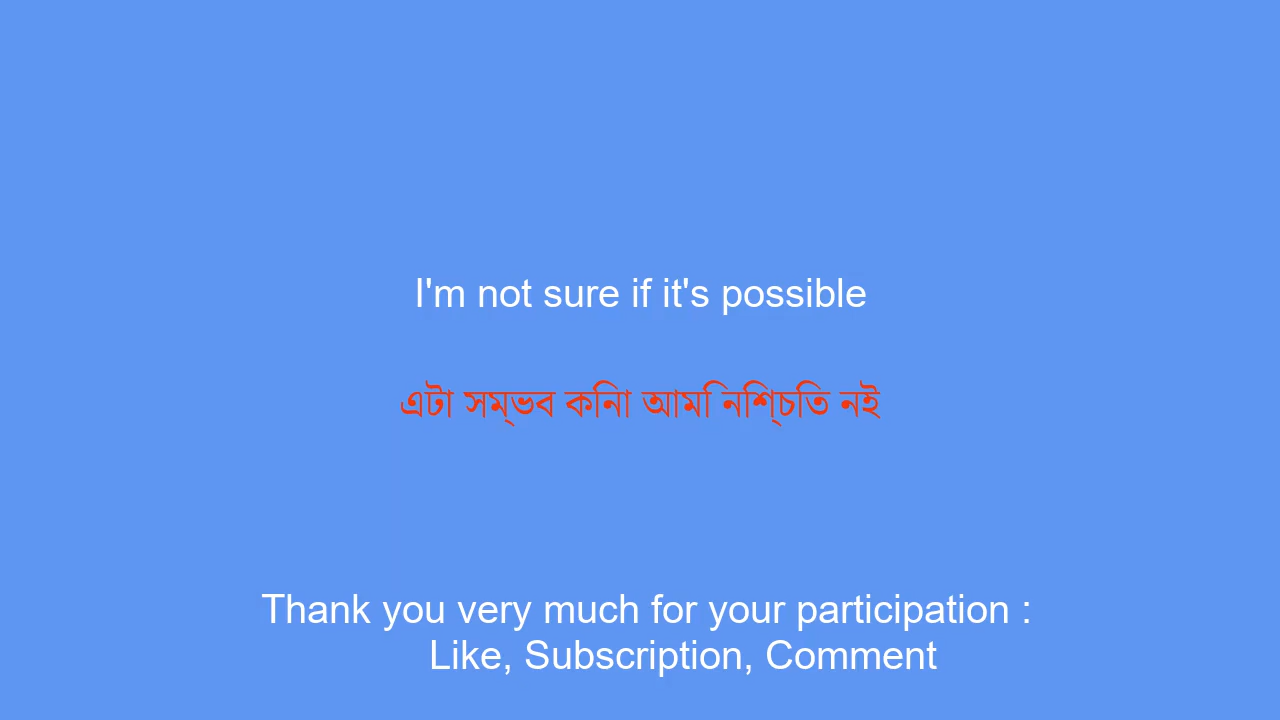 I'm not sure if it's possible
এটা সম্ভব কিনা আমি নিশ্চিত নই
Thank you very much for your participation :
Like, Subscription, Comment